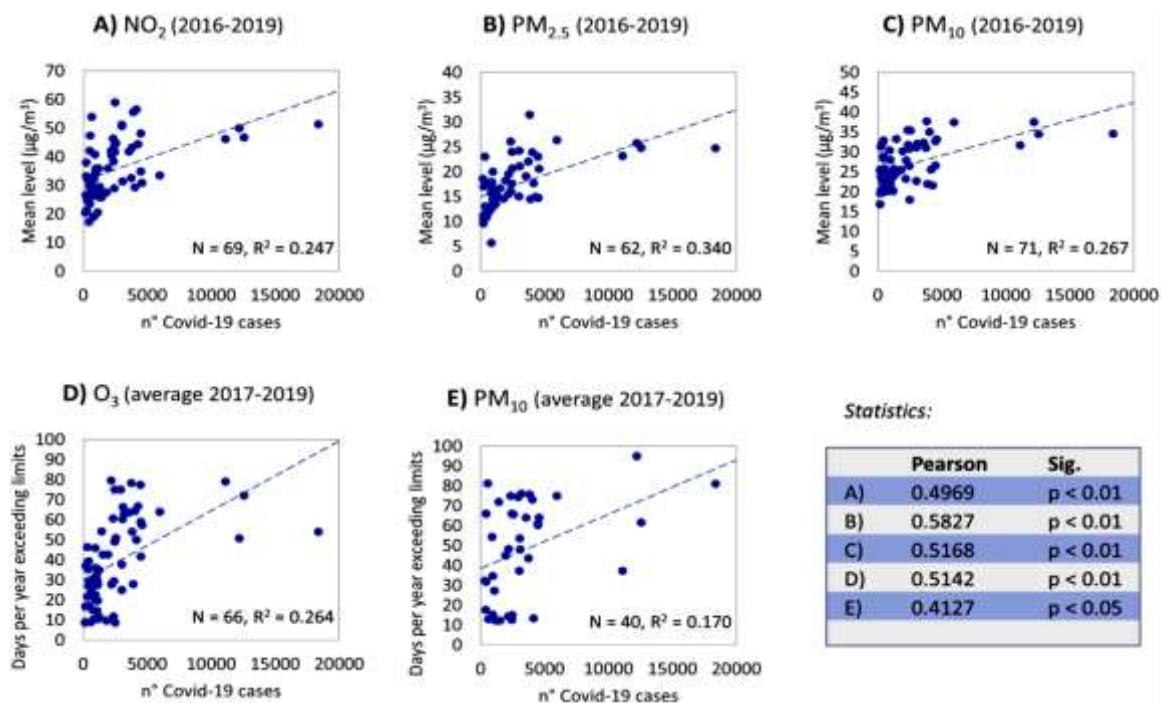 A) NO₂ (2016-2019)
70
60
50
40
30
20
10
0
Mean level (µg/m³)
N = 69, R² = 0.247
0 5000 10000 15000 20000
n° Covid-19 cases
B) PM₂.₅ (2016-2019)
40
35
30
25
20
15
10
5
0
Mean level (µg/m³)
N = 62, R² = 0.340
0 5000 10000 15000 20000
n° Covid-19 cases
C) PM₁₀ (2016-2019)
50
45
40
35
30
25
20
15
10
5
0
Mean level (µg/m³)
N = 71, R² = 0.267
0 5000 10000 15000 20000
n° Covid-19 cases
D) O₃ (average 2017-2019)
100
90
80
70
60
50
40
30
20
10
0
Days per year exceeding limits
N = 66, R² = 0.264
0 5000 10000 15000 20000
n° Covid-19 cases
E) PM₁₀ (average 2017-2019)
100
90
80
70
60
50
40
30
20
10
0
Days per year exceeding limits
N = 40, R² = 0.170
0 5000 10000 15000 20000
n° Covid-19 cases
Statistics:
Pearson Sig.
A) 0.4969 p < 0.01
B) 0.5827 p < 0.01
C) 0.5168 p < 0.01
D) 0.5142 p < 0.01
E) 0.4127 p < 0.05